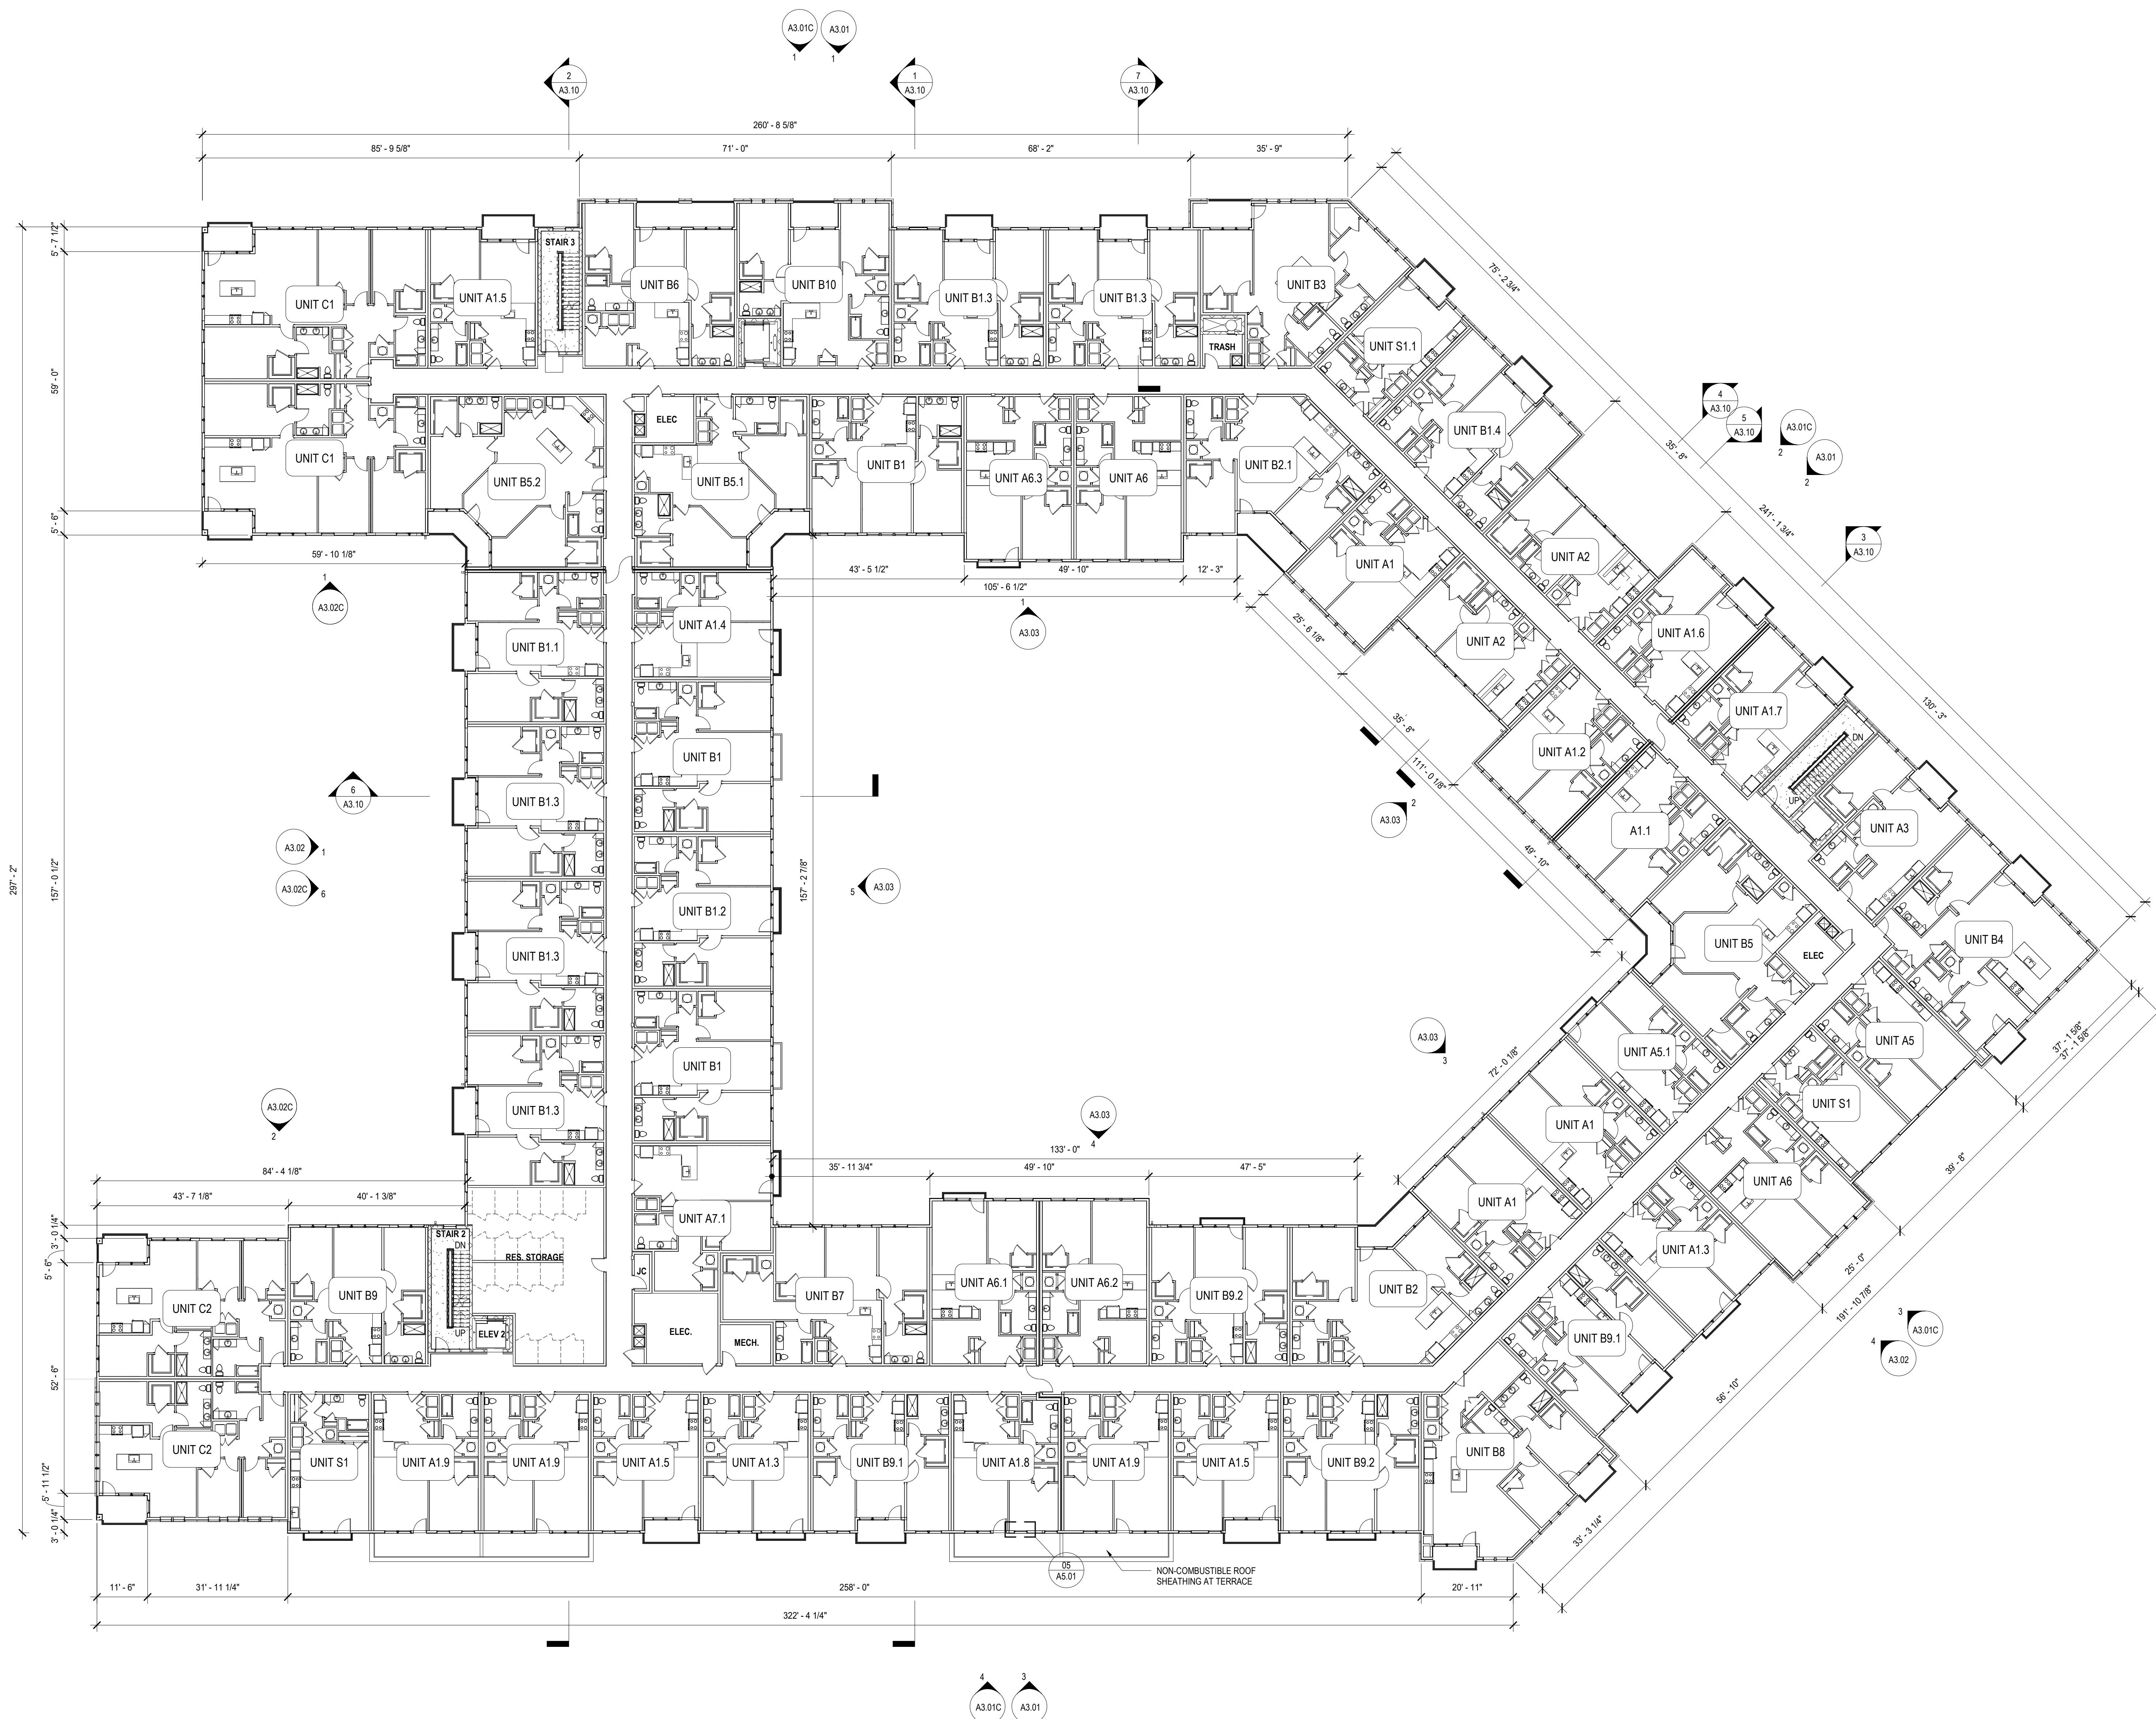 A3.01C
A3.01
1
1
2
A3.10
1
A3.10
7
A3.10
260' - 8 5/8"
85' - 9 5/8"
71' - 0"
68' - 2"
35' - 9"
5' - 7 1/2"
59' - 0"
5' - 6"
STAIR 3
UNIT C1
UNIT A1.5
UNIT B6
UNIT B10
UNIT B1.3
UNIT B1.3
UNIT B3
75' - 2 3/4"
TRASH
UNIT S1.1
4
A3.10
5
A3.10
A3.01C
2
A3.01
2
ELEC
UNIT B1.4
35' - 8"
UNIT C1
UNIT B5.2
UNIT B5.1
UNIT B1
UNIT A6.3
UNIT A6
UNIT B2.1
241' - 1 3/4"
3
A3.10
59' - 10 1/8"
1
A3.02C
43' - 5 1/2"
49' - 10"
12' - 3"
105' - 6 1/2"
1
A3.03
UNIT A1
UNIT A2
25' - 6 1/8"
UNIT A2
UNIT A1.6
UNIT B1.1
UNIT A1.4
130' - 3"
35' - 8"
UNIT A1.7
DN
UP
UNIT B1
UNIT A1.2
111' - 0 1/8"
2
A3.03
6
A3.10
UNIT B1.3
A1.1
UNIT A3
A3.02
1
A3.02C
6
297' - 2"
157' - 0 1/2"
157' - 2 7/8"
5
A3.03
49' - 10"
UNIT B1.2
UNIT B1.3
UNIT B5
ELEC
UNIT B4
A3.03
3
72' - 0 1/8"
UNIT A5.1
UNIT A5
37' - 1 5/8"
37' - 1 5/8"
UNIT B1
UNIT B1.3
A3.02C
2
A3.03
4
UNIT A1
UNIT S1
133' - 0"
35' - 11 3/4"
49' - 10"
47' - 5"
39' - 8"
84' - 4 1/8"
43' - 7 1/8"
40' - 1 3/8"
UNIT A1
UNIT A6
UNIT A7.1
3' - 0 1/4"
5' - 6"
STAIR 2
DN
RES. STORAGE
UNIT A1.3
25' - 0"
JC
UNIT C2
UNIT B9
UNIT B7
UNIT A6.1
UNIT A6.2
UNIT B9.2
UNIT B2
191' - 10 7/8"
UP
ELEV 2
ELEC.
MECH.
UNIT B9.1
3
A3.01C
4
A3.02
52' - 6"
56' - 10"
UNIT C2
UNIT S1
UNIT A1.9
UNIT A1.9
UNIT A1.5
UNIT A1.3
UNIT B9.1
UNIT A1.8
UNIT A1.9
UNIT A1.5
UNIT B9.2
UNIT B8
5' - 11 1/2"
3' - 0 1/4"
33' - 3 1/4"
05
A5.01
NON-COMBUSTIBLE ROOF
SHEATHING AT TERRACE
11' - 6"
31' - 11 1/4"
258' - 0"
20' - 11"
322' - 4 1/4"
4
3
A3.01C
A3.01